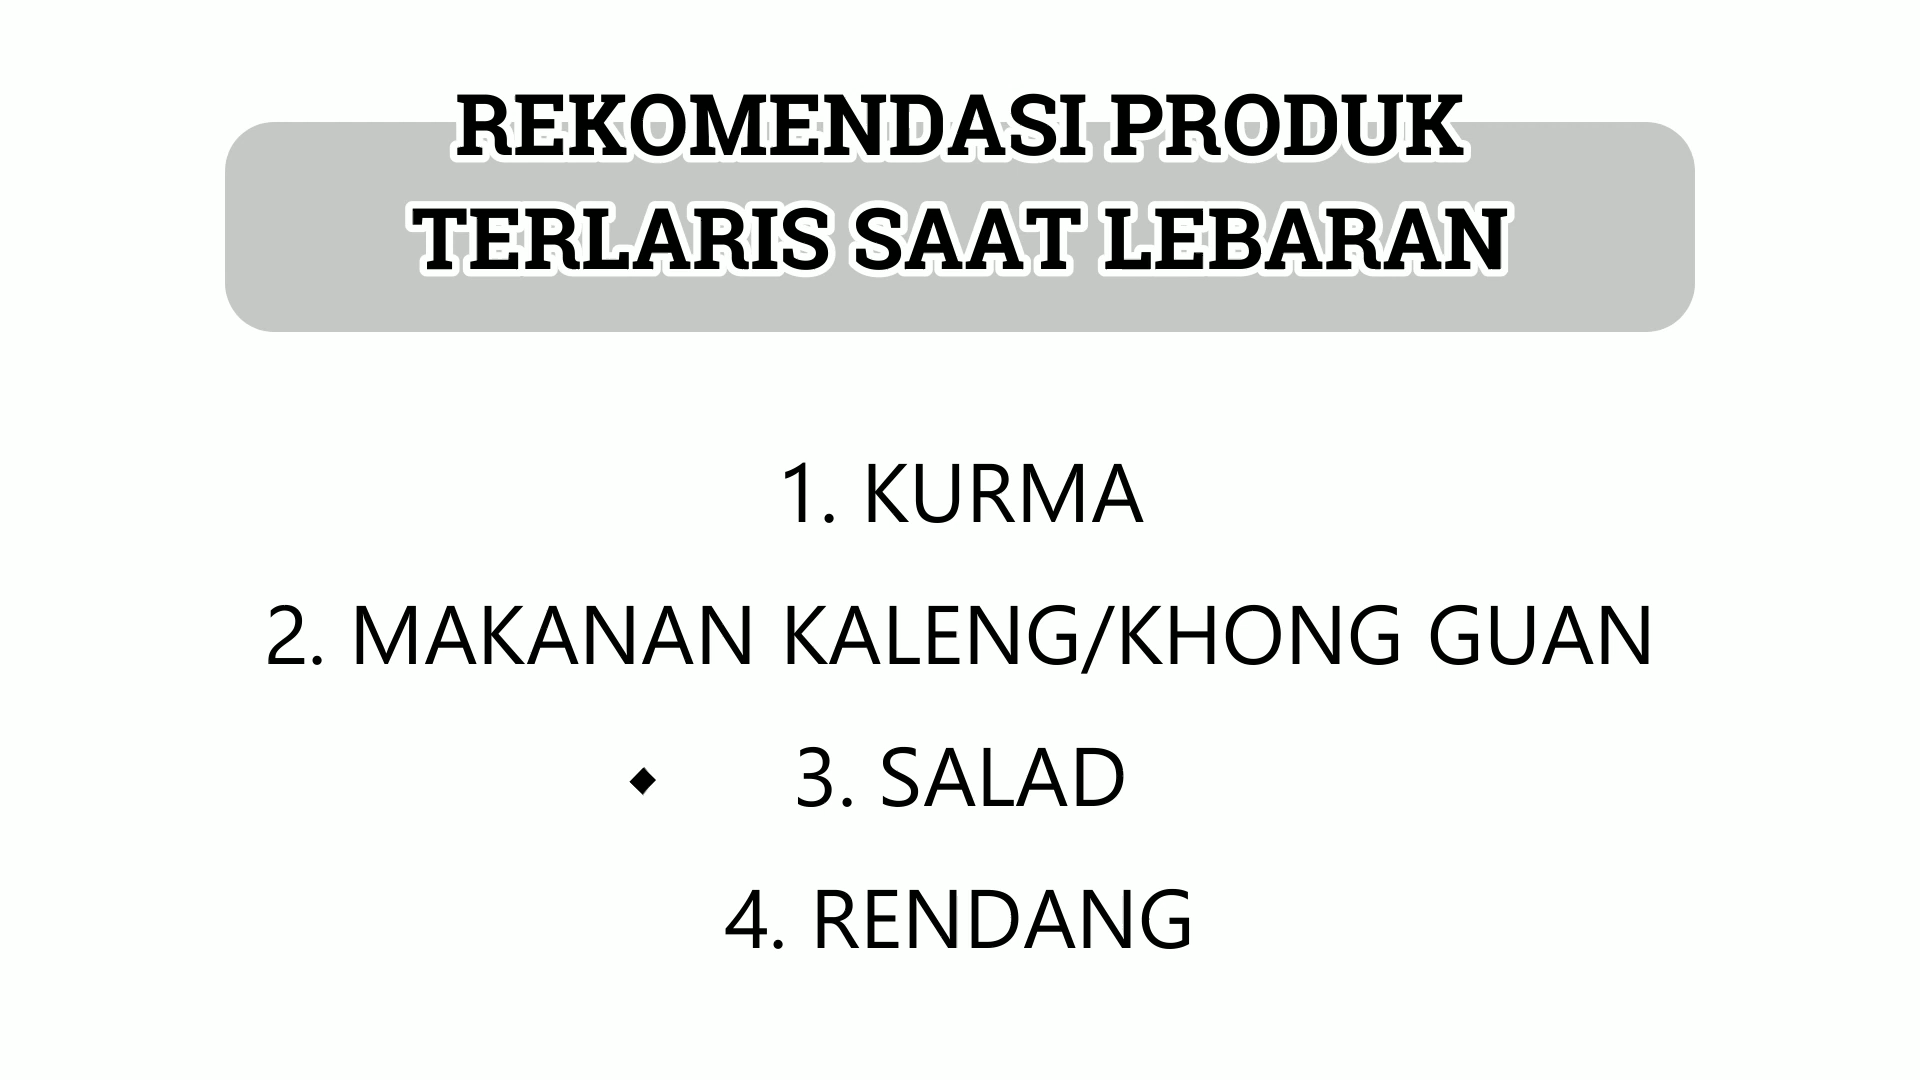 REKOMENDASI PRODUK
TERLARIS SAAT LEBARAN
1. KURMA
2. MAKANAN KALENG/KHONG GUAN
3. SALAD
4. RENDANG